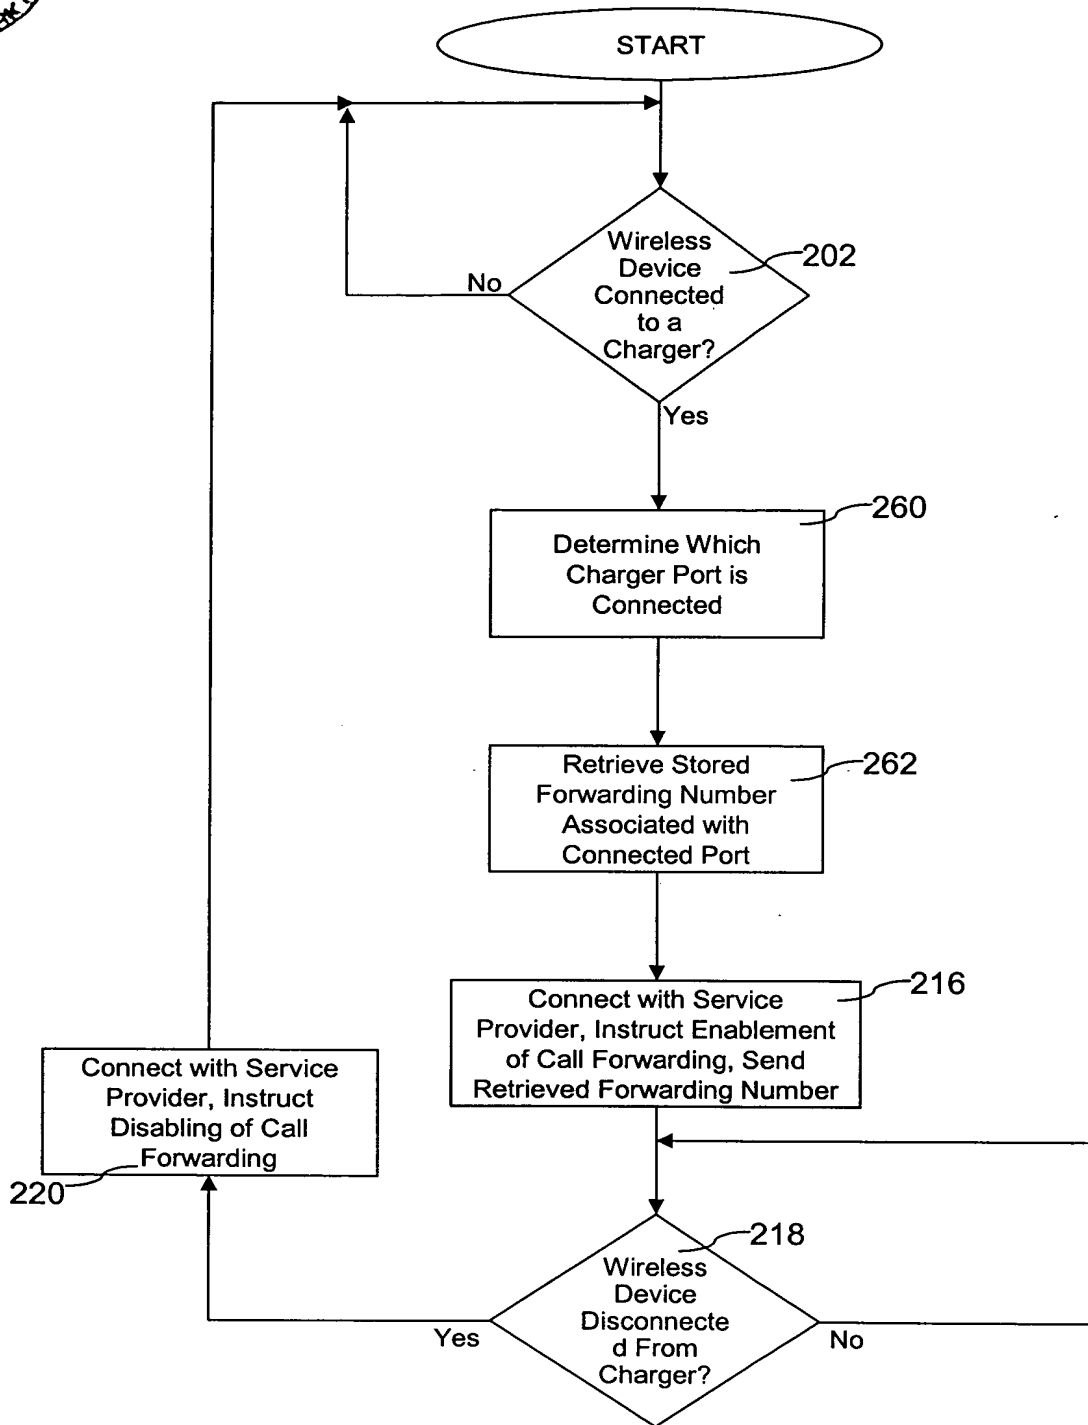 START
Wireless
Device
Connected
to a
Charger?
202
No
Yes
260
Determine Which
Charger Port is
Connected
262
Retrieve Stored
Forwarding Number
Associated with
Connected Port
216
Connect with Service
Provider, Instruct Enablement
of Call Forwarding, Send
Retrieved Forwarding Number
Connect with Service
Provider, Instruct
Disabling of Call
Forwarding
220
218
Wireless
Device
Disconnecte
d From
Charger?
Yes
No